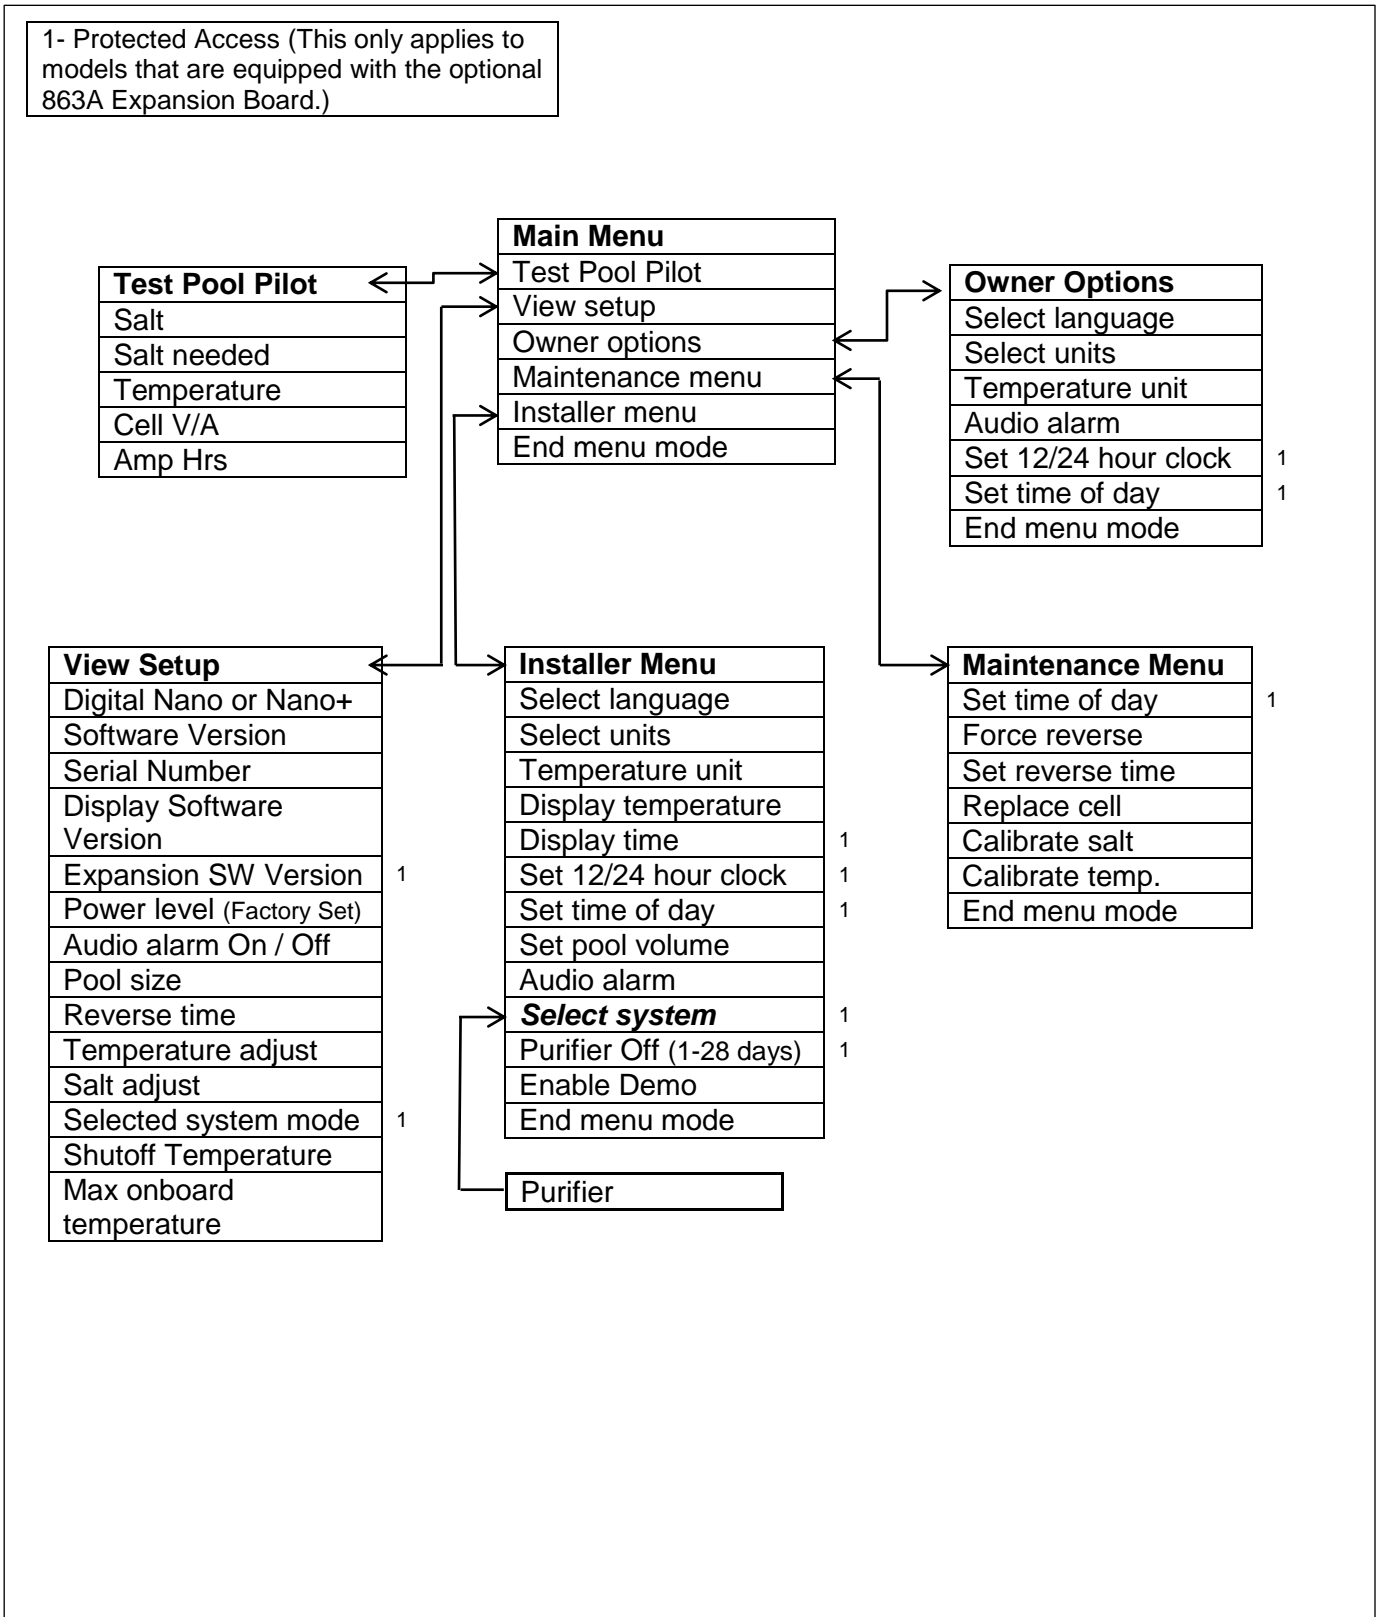 1- Protected Access (This only applies to
models that are equipped with the optional
863A Expansion Board.)
Main Menu
Test Pool Pilot
View setup
Owner options
Maintenance menu
Installer menu
End menu mode
Test Pool Pilot
Salt
Salt needed
Temperature
Cell V/A
Amp Hrs
Owner Options
Select language
Select units
Temperature unit
Audio alarm
Set 12/24 hour clock 1
Set time of day 1
End menu mode
View Setup
Digital Nano or Nano+
Software Version
Serial Number
Display Software
Version
Expansion SW Version 1
Power level (Factory Set)
Audio alarm On / Off
Pool size
Reverse time
Temperature adjust
Salt adjust
Selected system mode 1
Shutoff Temperature
Max onboard
temperature
Installer Menu
Select language
Select units
Temperature unit
Display temperature
Display time 1
Set 12/24 hour clock 1
Set time of day 1
Set pool volume
Audio alarm
Select system 1
Purifier Off (1-28 days) 1
Enable Demo
End menu mode
Purifier
Maintenance Menu
Set time of day 1
Force reverse
Set reverse time
Replace cell
Calibrate salt
Calibrate temp.
End menu mode